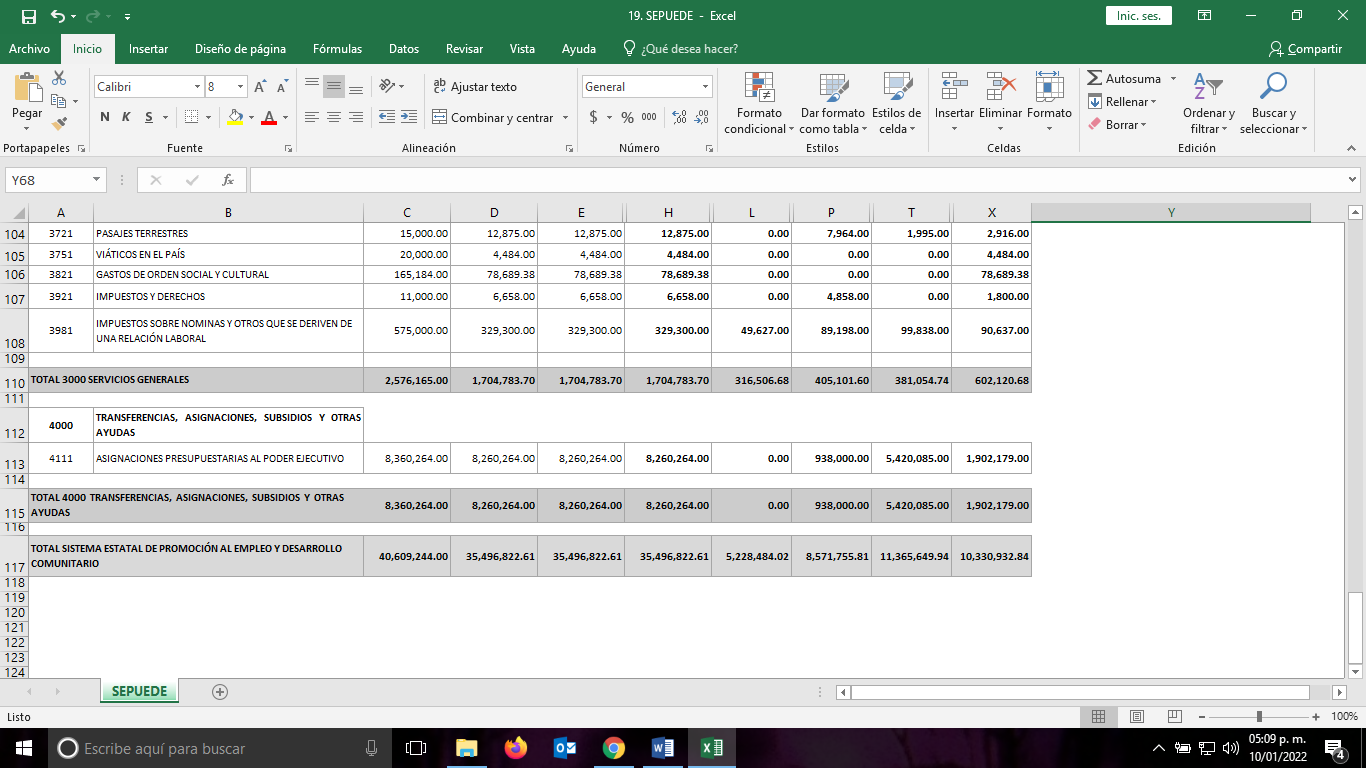 19. SEPUEDE - Excel
Inic. ses.
Archivo Inicio Insertar Diseño de página Fórmulas Datos Revisar Vista Ayuda ¿Qué desea hacer? Compartir
Pegar
Portapapeles
Calibri 8
N K S
Fuente
Ajustar texto
Combinar y centrar
Alineación
General
$ % 000
Número
Formato condicional
Dar formato como tabla
Estilos de celda
Estilos
Insertar Eliminar Formato
Celdas
Autosuma
Rellenar
Borrar
Ordenar y filtrar
Buscar y seleccionar
Edición
Y68 fx
A B C D E H L P T X Y
104 3721 PASAJES TERRESTRES 15,000.00 12,875.00 12,875.00 12,875.00 0.00 7,964.00 1,995.00 2,916.00
105 3751 VIÁTICOS EN EL PAÍS 20,000.00 4,484.00 4,484.00 4,484.00 0.00 0.00 0.00 4,484.00
106 3821 GASTOS DE ORDEN SOCIAL Y CULTURAL 165,184.00 78,689.38 78,689.38 78,689.38 0.00 0.00 0.00 78,689.38
107 3921 IMPUESTOS Y DERECHOS 11,000.00 6,658.00 6,658.00 6,658.00 0.00 4,858.00 0.00 1,800.00
108 3981 IMPUESTOS SOBRE NOMINAS Y OTROS QUE SE DERIVEN DE
UNA RELACIÓN LABORAL 575,000.00 329,300.00 329,300.00 329,300.00 49,627.00 89,198.00 99,838.00 90,637.00
109
110 TOTAL 3000 SERVICIOS GENERALES 2,576,165.00 1,704,783.70 1,704,783.70 1,704,783.70 316,506.68 405,101.60 381,054.74 602,120.68
111
112 4000 TRANSFERENCIAS, ASIGNACIONES, SUBSIDIOS Y OTRAS
AYUDAS
113 4111 ASIGNACIONES PRESUPUESTARIAS AL PODER EJECUTIVO 8,360,264.00 8,260,264.00 8,260,264.00 8,260,264.00 0.00 938,000.00 5,420,085.00 1,902,179.00
114
115 TOTAL 4000 TRANSFERENCIAS, ASIGNACIONES, SUBSIDIOS Y OTRAS
AYUDAS 8,360,264.00 8,260,264.00 8,260,264.00 8,260,264.00 0.00 938,000.00 5,420,085.00 1,902,179.00
116
117 TOTAL SISTEMA ESTATAL DE PROMOCIÓN AL EMPLEO Y DESARROLLO
COMUNITARIO 40,609,244.00 35,496,822.61 35,496,822.61 35,496,822.61 5,228,484.02 8,571,755.81 11,365,649.94 10,330,932.84
118
119
120
121
122
123
124
SEPUEDE
Listo 100%
Escribe aquí para buscar
05:09 p. m.
10/01/2022
4